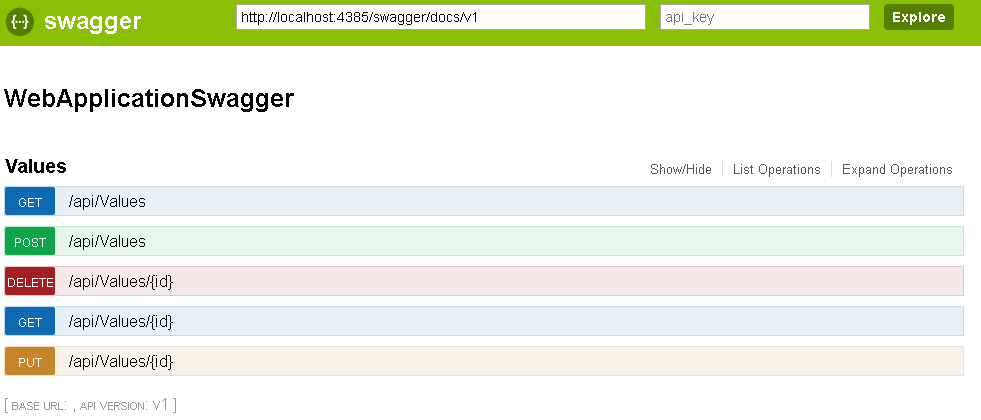 {··} swagger http://localhost:4385/swagger/docs/v1 api_key Explore
WebApplicationSwagger
Values Show/Hide List Operations Expand Operations
GET /api/Values
POST /api/Values
DELETE /api/Values/{id}
GET /api/Values/{id}
PUT /api/Values/{id}
[ BASE URL: , API VERSION: V1 ]